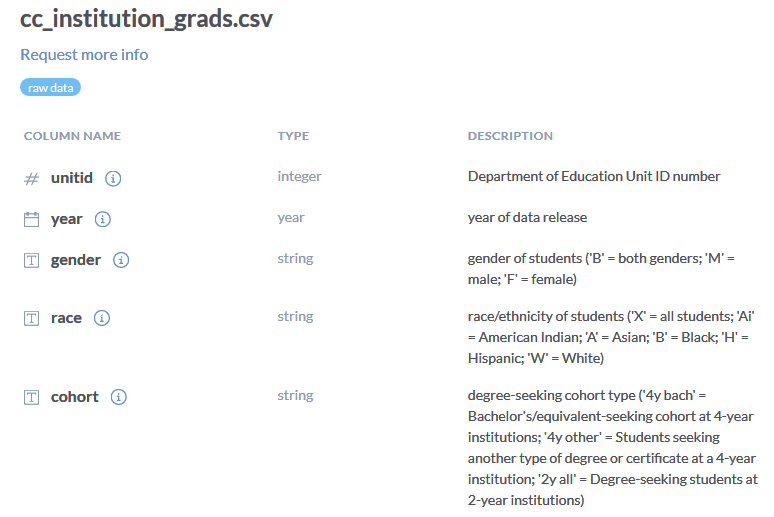 cc_institution_grads.csv
Request more info
raw data
COLUMN NAME TYPE DESCRIPTION
unitid integer Department of Education Unit ID number
year year year of data release
gender string gender of students ('B' = both genders; 'M' =
male; 'F' = female)
race string race/ethnicity of students ('X' = all students; 'Ai'
= American Indian; 'A' = Asian; 'B' = Black; 'H' =
Hispanic; 'W' = White)
cohort string degree-seeking cohort type ('4y bach' =
Bachelor's/equivalent-seeking cohort at 4-year
institutions; '4y other' = Students seeking
another type of degree or certificate at a 4-year
institution; '2y all' = Degree-seeking students at
2-year institutions)